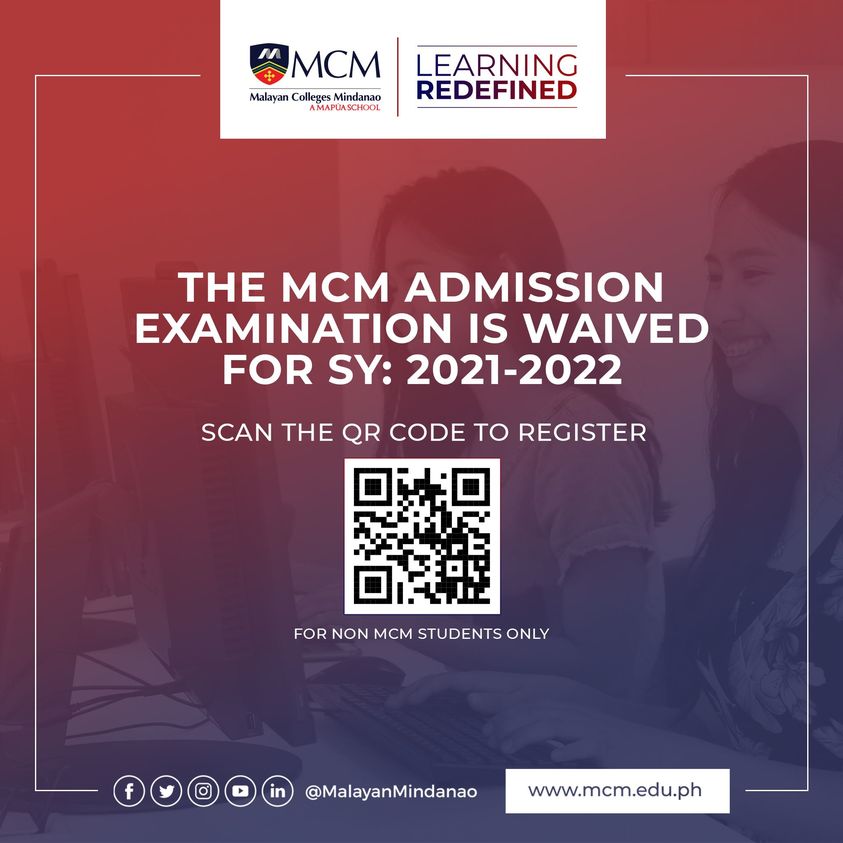 MCM
Malayan Colleges Mindanao
A MAPÚA SCHOOL
LEARNING
REDEFINED
THE MCM ADMISSION
EXAMINATION IS WAIVED
FOR SY: 2021-2022
SCAN THE QR CODE TO REGISTER
FOR NON MCM STUDENTS ONLY
@MalayanMindanao
www.mcm.edu.ph